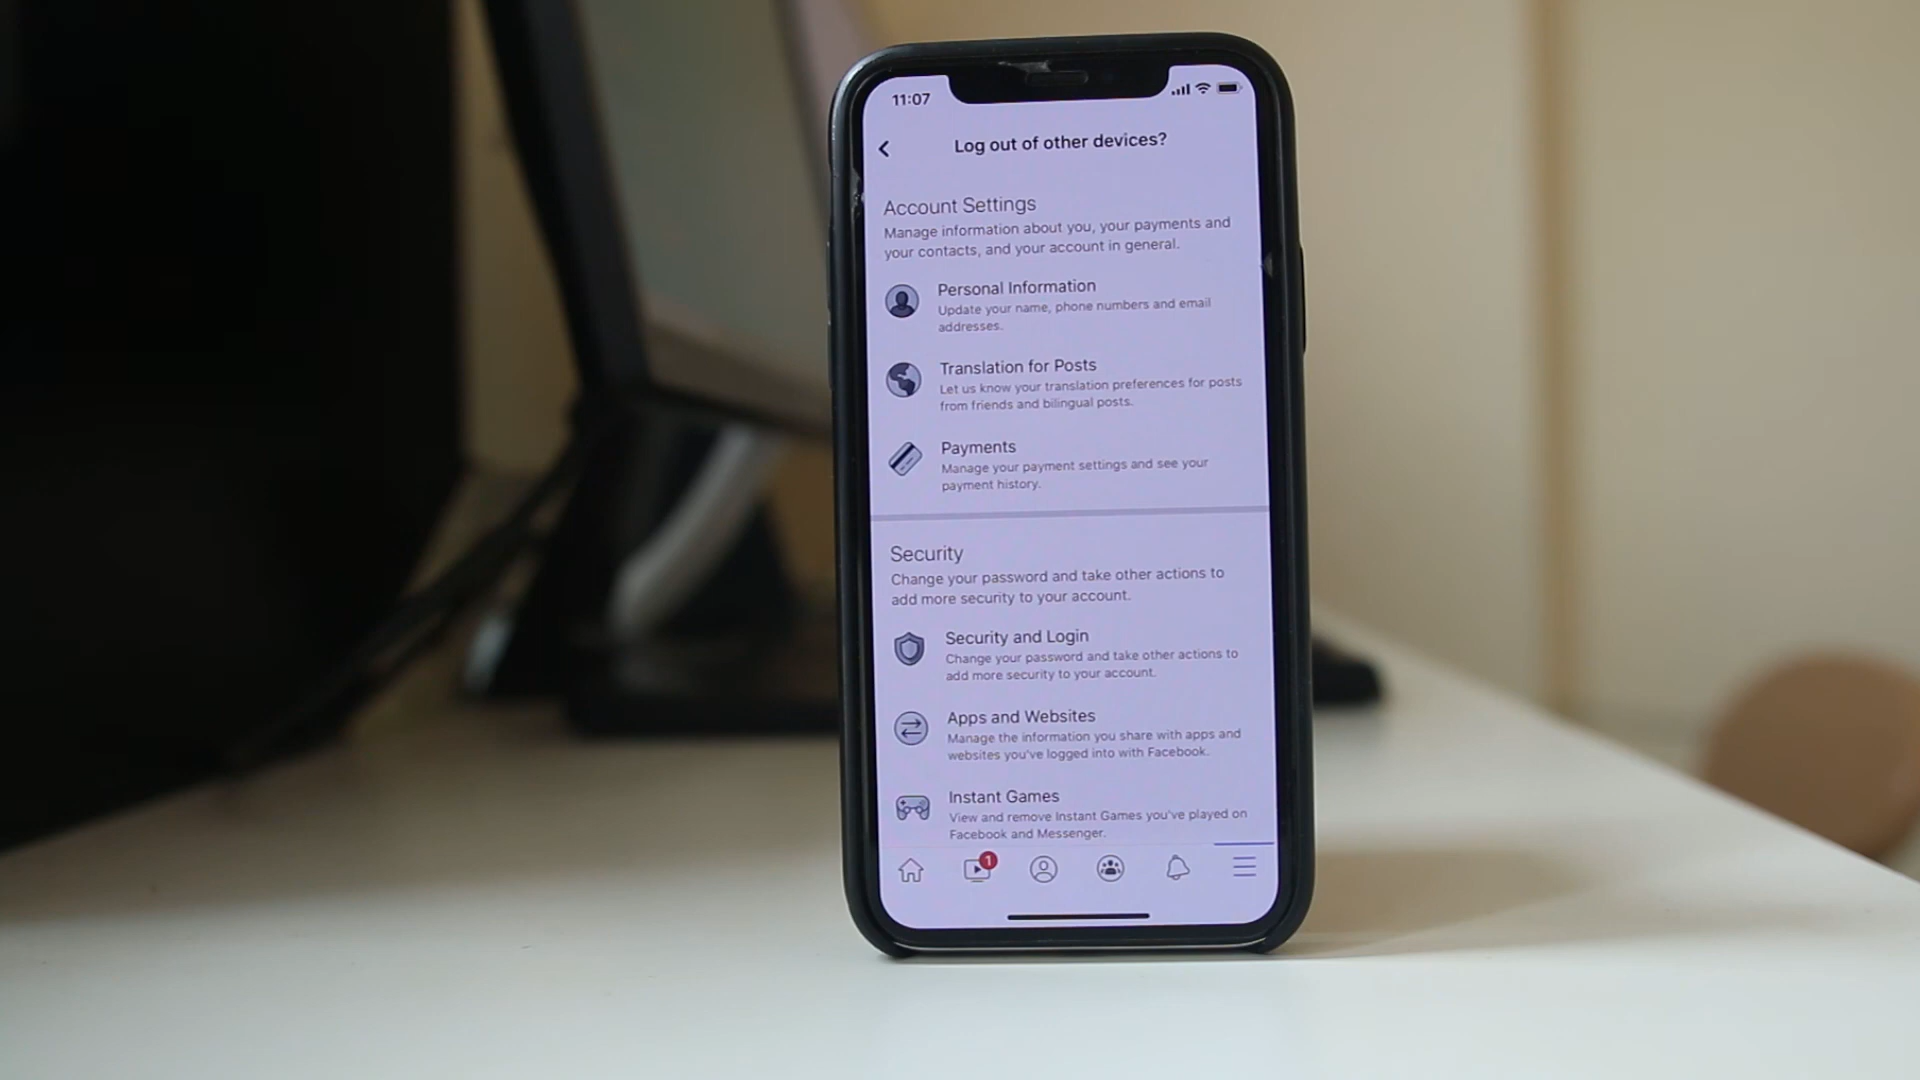 11:07
Log out of other devices?
Account Settings
Manage information about you, your payments and
your contacts, and your account in general.
Personal Information
Update your name, phone numbers and email
addresses.
Translation for Posts
Let us know your translation preferences for posts
from friends and bilingual posts.
Payments
Manage your payment settings and see your
payment history.
Security
Change your password and take other actions to
add more security to your account.
Security and Login
Change your password and take other actions to
add more security to your account.
Apps and Websites
Manage the information you share with apps and
websites you've logged into with Facebook.
Instant Games
View and remove Instant Games you've played on
Facebook and Messenger.
1